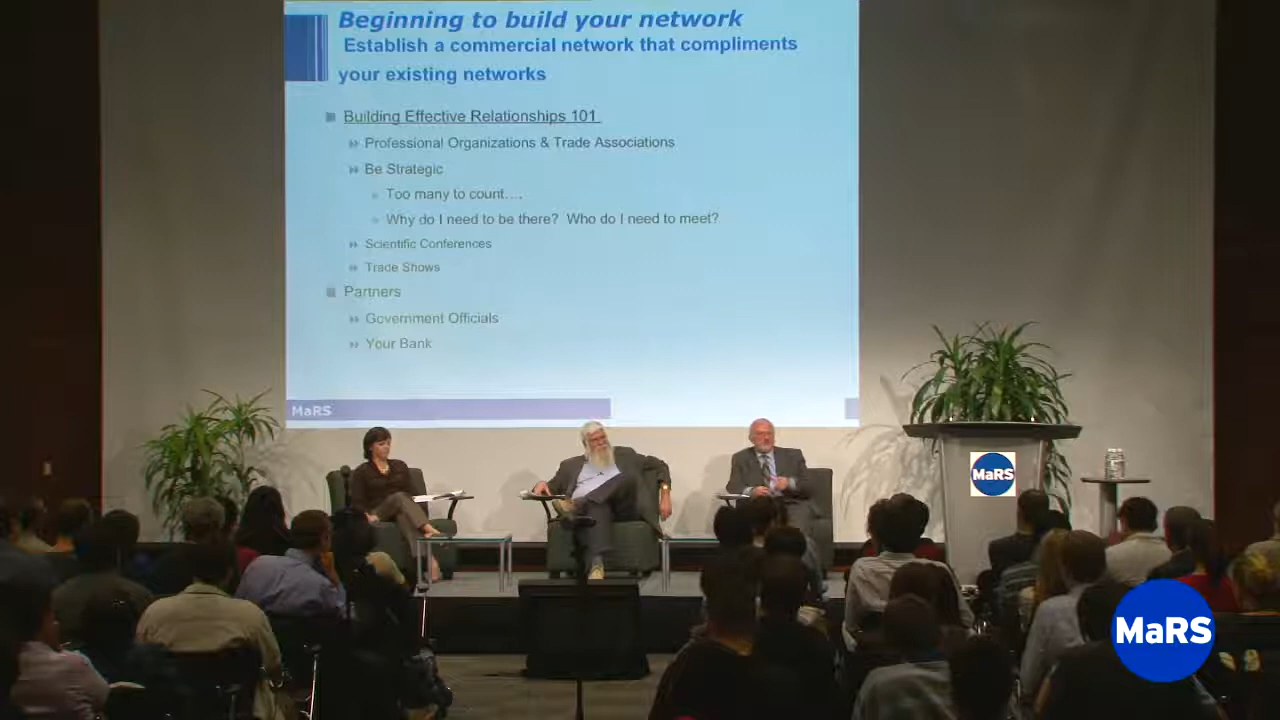 Beginning to build your network
Establish a commercial network that compliments
your existing networks
Building Effective Relationships 101
Professional Organizations & Trade Associations
Be Strategic
Too many to count....
Why do I need to be there? Who do I need to meet?
Scientific Conferences
Trade Shows
Partners
Government Officials
Your Bank
MaRS
MaRS
MaRS